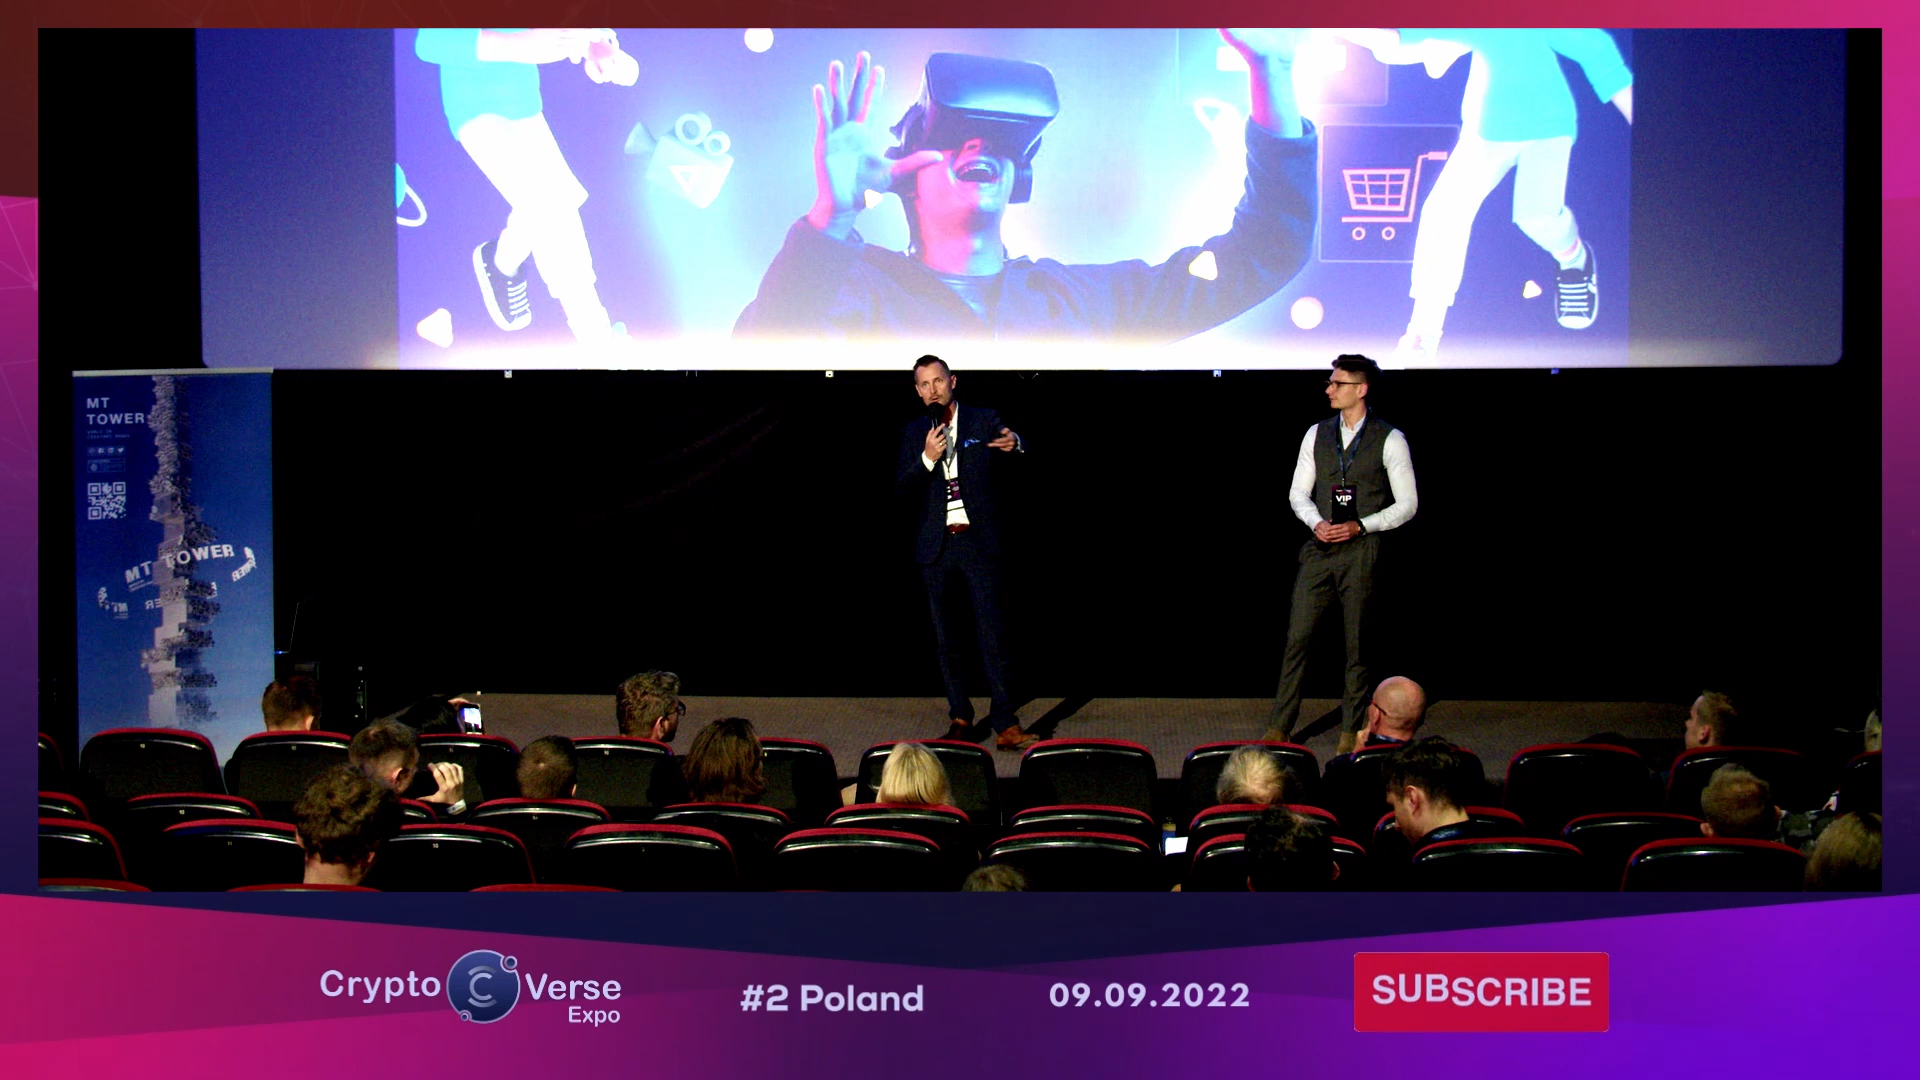 MT
TOWER
MT TOWER
VIP
Crypto Verse
Expo
#2 Poland
09.09.2022
SUBSCRIBE